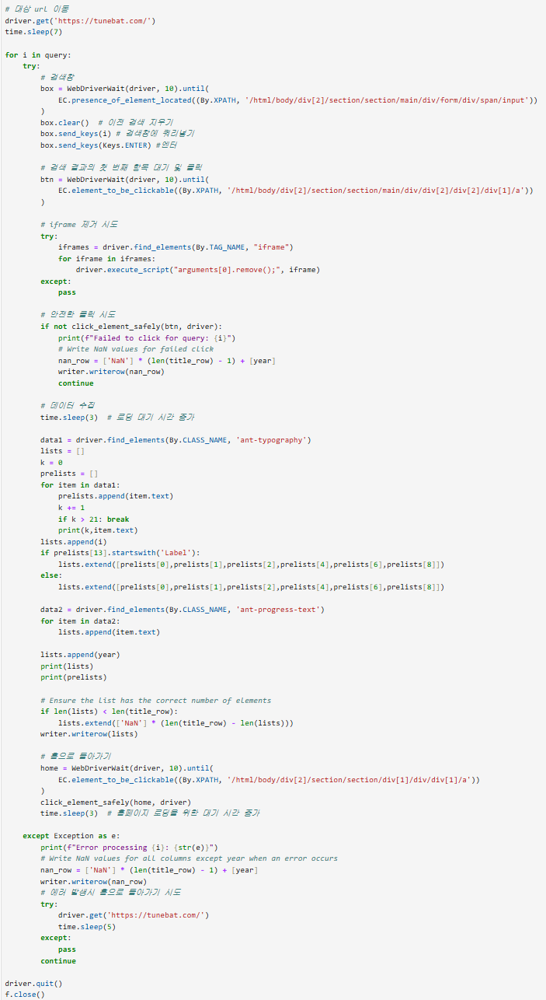 # 대상 url 이동
driver.get('https://tunebat.com/')
time.sleep(7)
for i in query:
try:
# 검색창
box = WebDriverWait(driver, 10).until(
EC.presence_of_element_located((By.XPATH, '/html/body/div[2]/section/section/main/div/form/div/span/input'))
)
box.clear()  # 이전 검색 지우기
box.send_keys(i) # 검색창에 쿼리넣기
box.send_keys(Keys.ENTER) #엔터
# 검색 결과의 첫 번째 항목 대기 및 클릭
btn = WebDriverWait(driver, 10).until(
EC.element_to_be_clickable((By.XPATH, '/html/body/div[2]/section/section/main/div/div[2]/div[2]/div[1]/a'))
)
# iframe 제거 시도
try:
iframes = driver.find_elements(By.TAG_NAME, "iframe")
for iframe in iframes:
driver.execute_script("arguments[0].remove();", iframe)
except:
pass
# 안전한 클릭 시도
if not click_element_safely(btn, driver):
print(f"Failed to click for query: {i}")
# Write NaN values for failed click
nan_row = ['NaN'] * (len(title_row) - 1) + [year]
writer.writerow(nan_row)
continue
# 데이터 수집
time.sleep(3)  # 로딩 대기 시간 증가
data1 = driver.find_elements(By.CLASS_NAME, 'ant-typography')
lists = []
k = 0
prelists = []
for item in data1:
prelists.append(item.text)
k += 1
if k > 21: break
print(k,item.text)
lists.append(i)
if prelists[13].startswith('Label'):
lists.extend([prelists[0],prelists[1],prelists[2],prelists[4],prelists[6],prelists[8]])
else:
lists.extend([prelists[0],prelists[1],prelists[2],prelists[4],prelists[6],prelists[8]])
data2 = driver.find_elements(By.CLASS_NAME, 'ant-progress-text')
for item in data2:
lists.append(item.text)
lists.append(year)
print(lists)
print(prelists)
# Ensure the list has the correct number of elements
if len(lists) < len(title_row):
lists.extend(['NaN'] * (len(title_row) - len(lists)))
writer.writerow(lists)
# 홈으로 돌아가기
home = WebDriverWait(driver, 10).until(
EC.element_to_be_clickable((By.XPATH, '/html/body/div[2]/section/section/div[1]/div/div[1]/a'))
)
click_element_safely(home, driver)
time.sleep(3)  # 홈페이지 로딩을 위한 대기 시간 증가
except Exception as e:
print(f"Error processing {i}: {str(e)}")
# Write NaN values for all columns except year when an error occurs
nan_row = ['NaN'] * (len(title_row) - 1) + [year]
writer.writerow(nan_row)
# 에러 발생시 홈으로 돌아가기 시도
try:
driver.get('https://tunebat.com/')
time.sleep(5)
except:
pass
continue
driver.quit()
f.close()